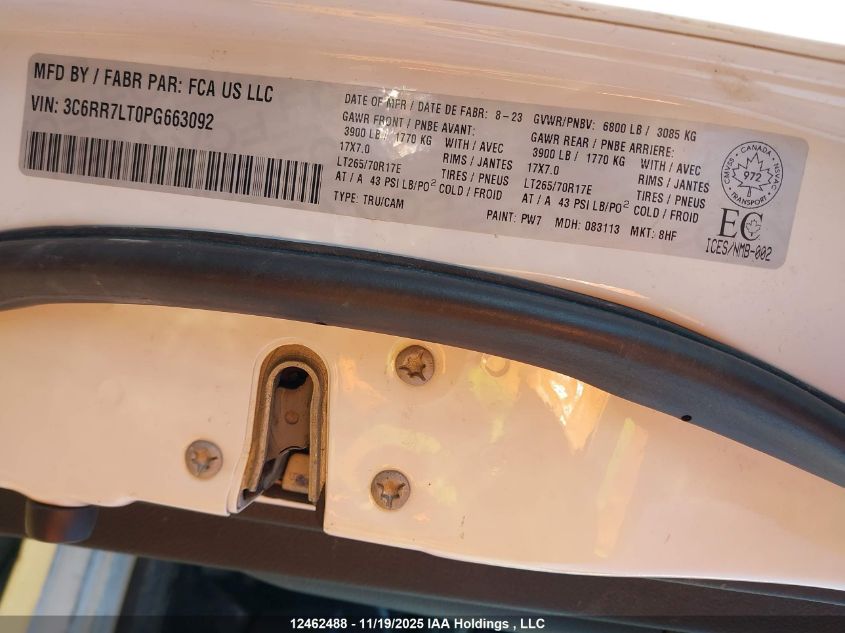 MFD BY / FABR PAR: FCA US LLC
VIN: 3C6RR7LT0PG663092
DATE OF MFR / DATE DE FABR: 8-23
GAWR FRONT / PNBE AVANT:
3900 LB / 1770 KG WITH / AVEC
17X7.0 RIMS / JANTES
LT265/70R17E TIRES / PNEUS
AT / A 43 PSI LB/PO² COLD / FROID
TYPE: TRU/CAM
GVWR/PNBV: 6800 LB / 3085 KG
GAWR REAR / PNBE ARRIERE:
3900 LB / 1770 KG WITH / AVEC
17X7.0 RIMS / JANTES
LT265/70R17E TIRES / PNEUS
AT / A 43 PSI LB/PO² COLD / FROID
PAINT: PW7 MDH: 083113 MKT: 8HF
CANADA
CMVSS NSVAC
972
TRANSPORT
EC
ICES/NMB-002
12462488 - 11/19/2025 IAA Holdings , LLC